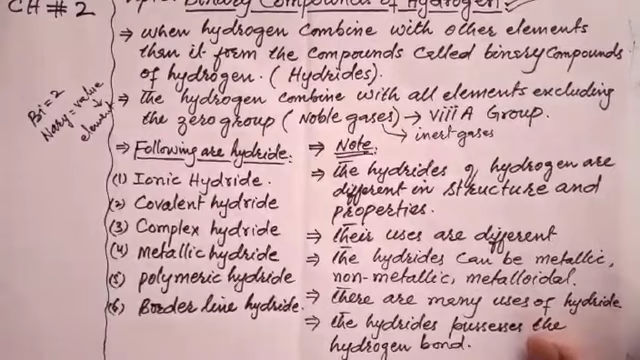 CH # 2
Binary Compounds of Hydrogen
⇒ when hydrogen combine with other elements
than it form the compounds called binary compounds
of hydrogen. (Hydrides).
Bi = 2
Nary = value
element
⇒ the hydrogen combine with all elements excluding
the zero group (Noble gases) → VIII A Group.
inert gases
⇒ Following are hydride:
(1) Ionic Hydride.
(2) Covalent hydride
(3) Complex hydride
(4) Metallic hydride
(5) polymeric hydride
(6) Border line hydride.
⇒ Note:
⇒ the hydrides of hydrogen are
different in structure and
properties.
⇒ Their uses are different
⇒ The hydrides can be metallic,
non-metallic, metalloidal.
⇒ there are many uses of hydride
⇒ the hydrides possesses the
hydrogen bond.